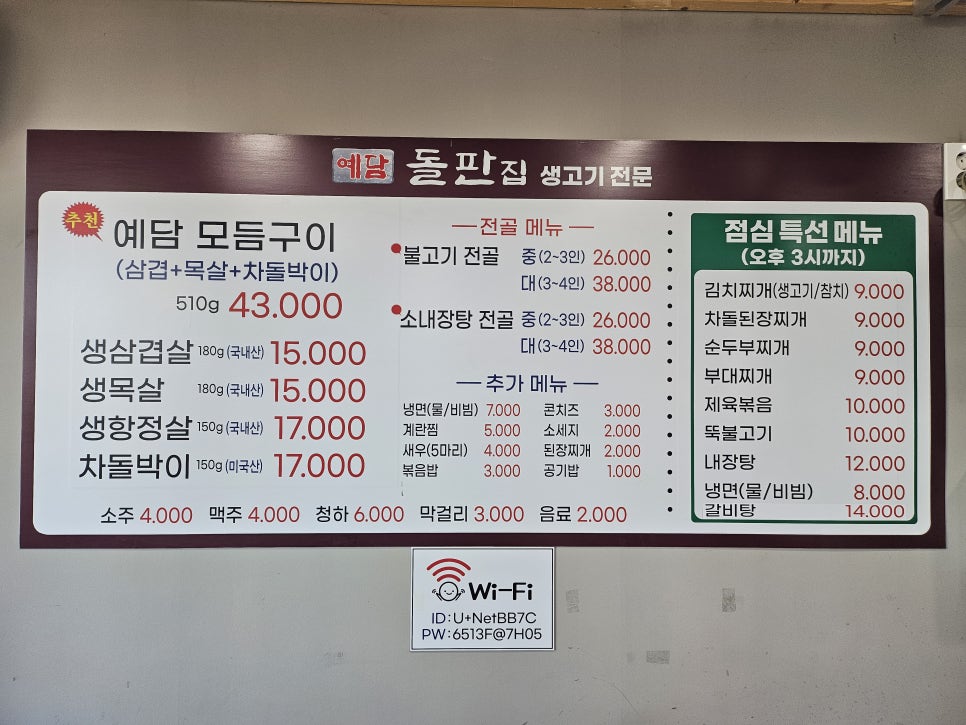 예담 돌판집 생고기 전문
추천
예담 모듬구이
(삼겹+목살+차돌박이)
510g 43.000
생삼겹살 180g (국내산) 15.000
생목살 180g (국내산) 15.000
생항정살 150g (국내산) 17.000
차돌박이 150g (미국산) 17.000
전골 메뉴
불고기 전골 중(2~3인) 26.000
대(3~4인) 38.000
소내장탕 전골 중(2~3인) 26.000
대(3~4인) 38.000
추가 메뉴
냉면(물/비빔) 7.000 콘치즈 3.000
계란찜 5.000 소세지 2.000
새우(5마리) 4.000 된장찌개 2.000
볶음밥 3.000 공기밥 1.000
소주 4.000 맥주 4.000 청하 6.000 막걸리 3.000 음료 2.000
점심 특선 메뉴
(오후 3시까지)
김치찌개(생고기/참치) 9.000
차돌된장찌개 9.000
순두부찌개 9.000
부대찌개 9.000
제육볶음 10.000
뚝불고기 10.000
내장탕 12.000
냉면(물/비빔) 8.000
갈비탕 14.000
Wi-Fi
ID:U+NetBB7C
PW:6513F@7H05